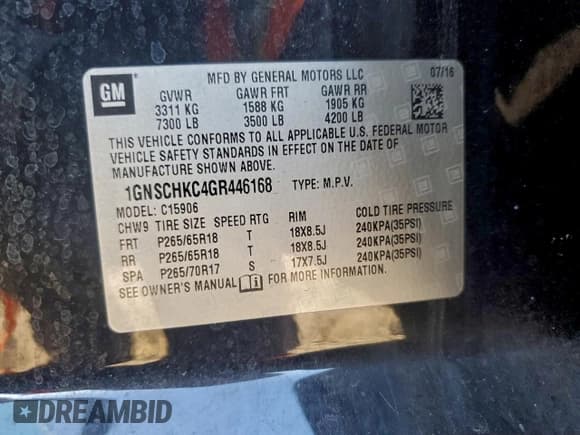 MFD BY GENERAL MOTORS LLC 07/16
GM GVWR GAWR FRT GAWR RR
3311 KG 1588 KG 1905 KG
7300 LB 3500 LB 4200 LB
THIS VEHICLE CONFORMS TO ALL APPLICABLE U.S. FEDERAL MOTOR
VEHICLE SAFETY STANDARDS IN EFFECT ON THE DATE OF
MANUFACTURE SHOWN ABOVE.
1GNSCHKC4GR446168 TYPE: M.P.V.
MODEL: C15906
CHW9 TIRE SIZE SPEED RTG RIM COLD TIRE PRESSURE
FRT P265/65R18 T 18X8.5J 240KPA(35PSI)
RR P265/65R18 T 18X8.5J 240KPA(35PSI)
SPA P265/70R17 S 17X7.5J 240KPA(35PSI)
SEE OWNER'S MANUAL FOR MORE INFORMATION.
DREAMBID